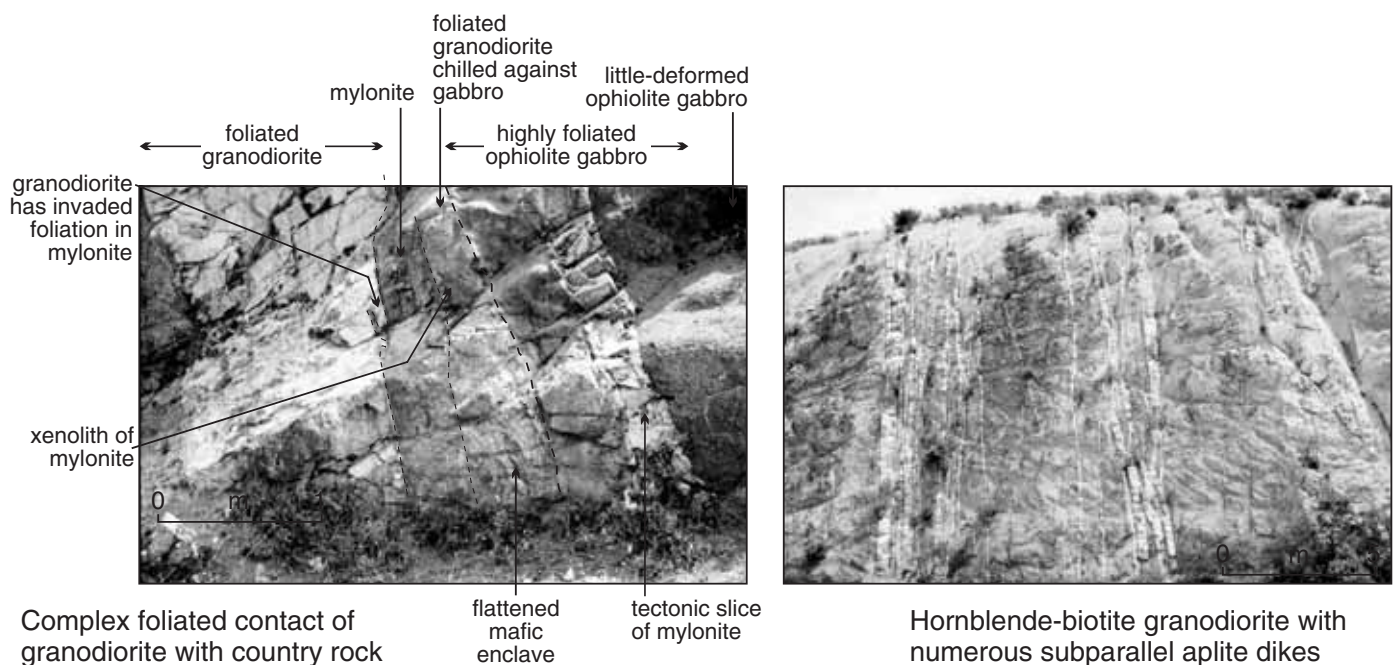 foliated
granodiorite
chilled against
gabbro
little-deformed
ophiolite gabbro
mylonite
foliated
granodiorite
highly foliated
ophiolite gabbro
granodiorite
has invaded
foliation in
mylonite
xenolith of
mylonite
0 m
flattened
mafic
enclave
tectonic slice
of mylonite
Complex foliated contact of
granodiorite with country rock
0 m
Hornblende-biotite granodiorite with
numerous subparallel aplite dikes